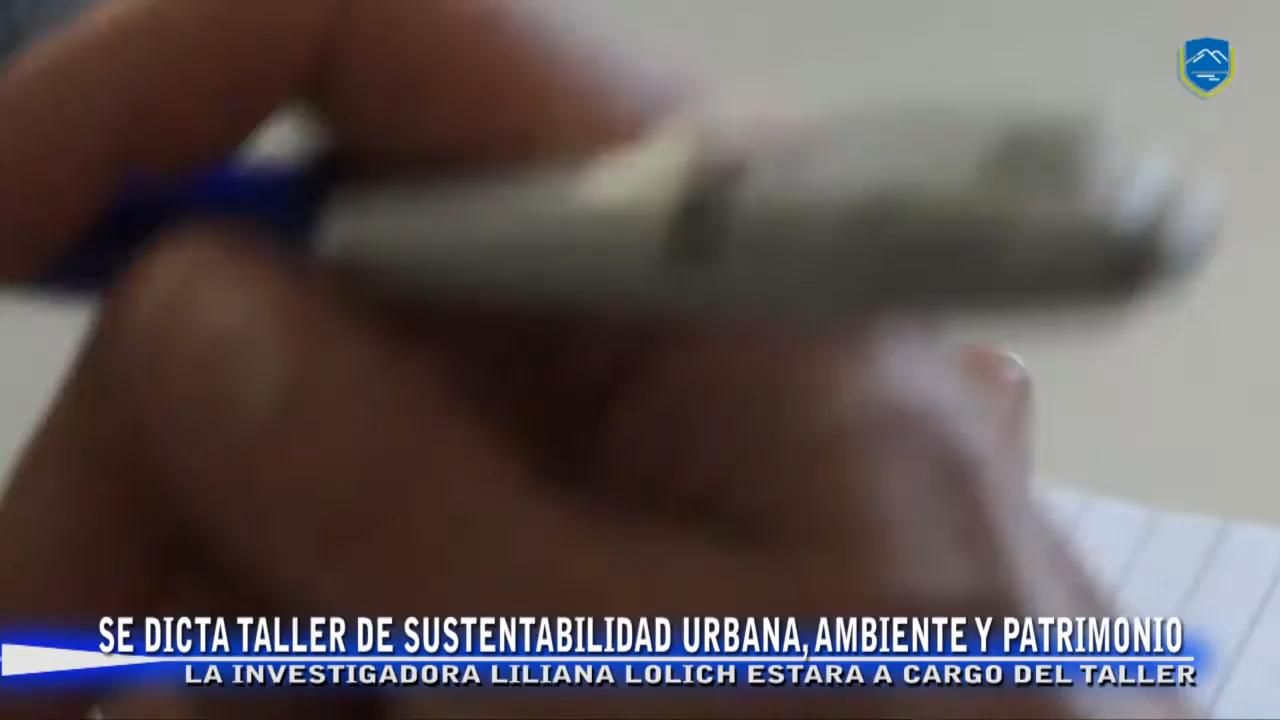 SE DICTA TALLER DE SUSTENTABILIDAD URBANA, AMBIENTE Y PATRIMONIO
LA INVESTIGADORA LILIANA LOLICH ESTARA A CARGO DEL TALLER